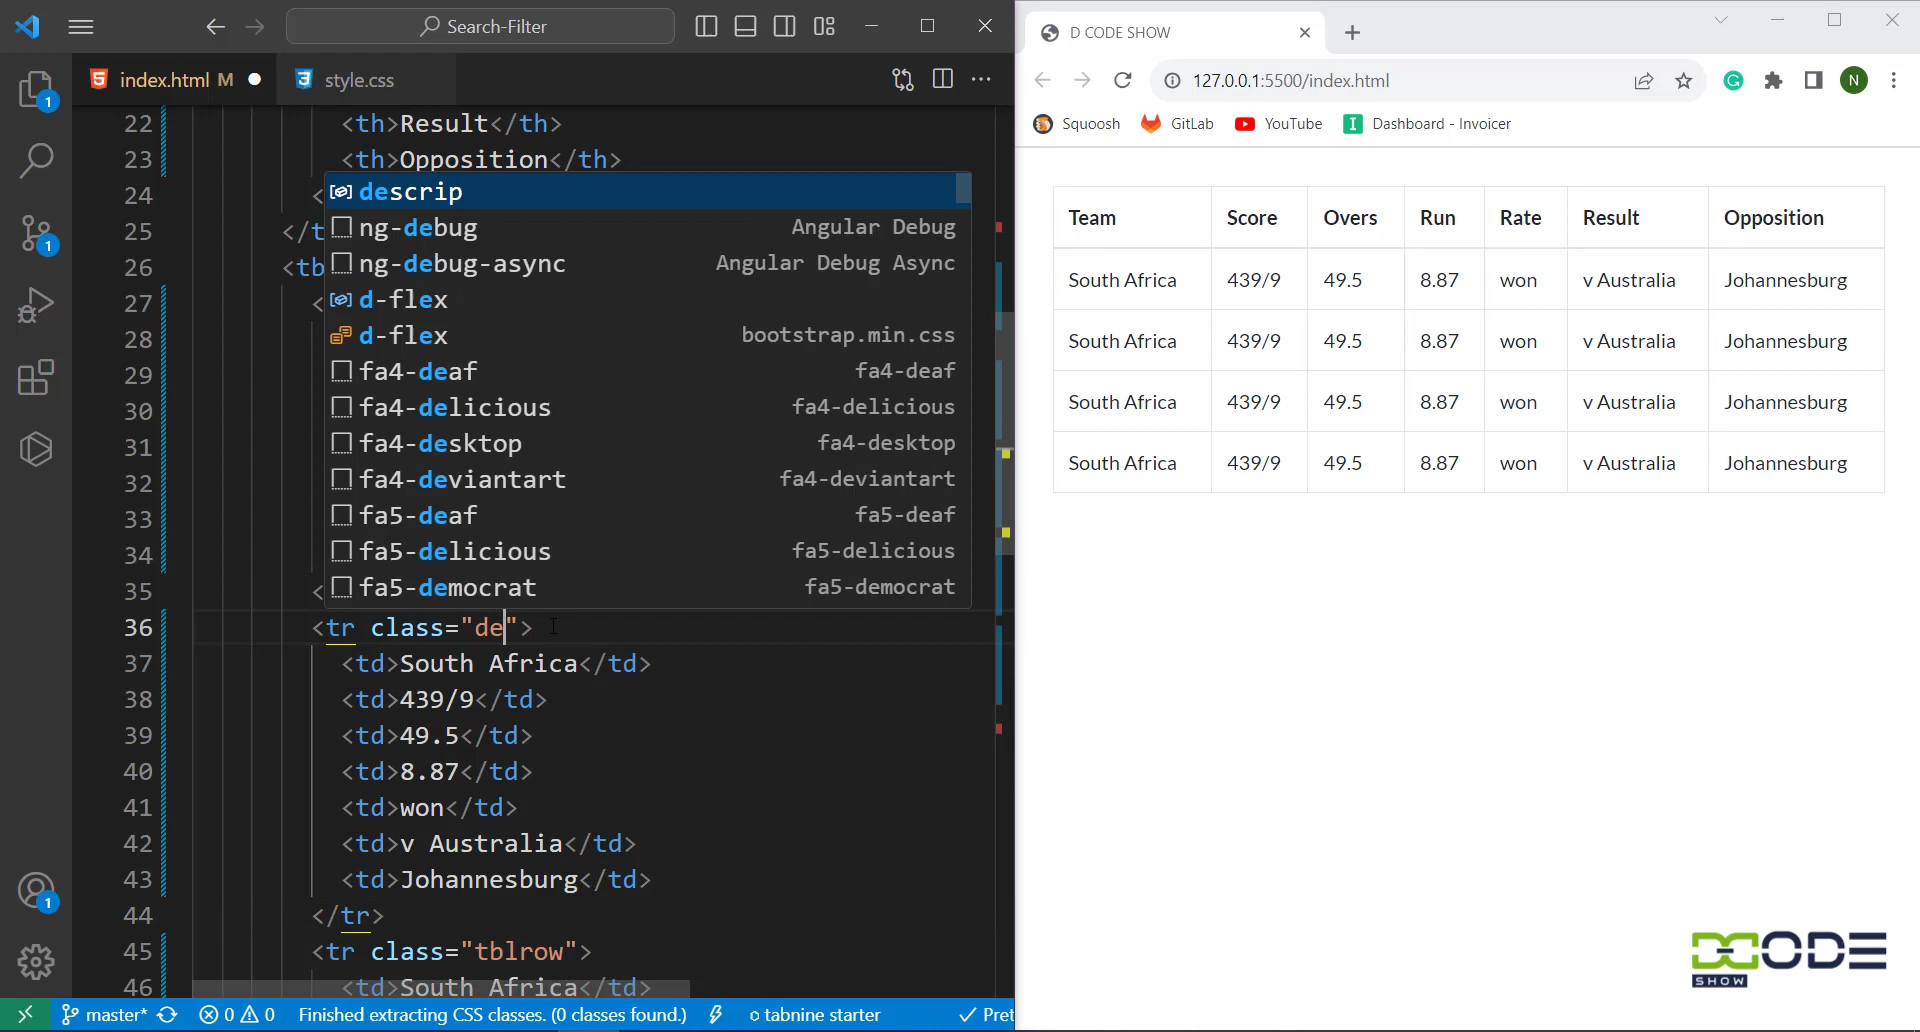 Search-Filter
index.html M
style.css
22 <th>Result</th>
23 <th>Opposition</th>
24 <
25 </t
26 <tb
27 <
28
29
30
31
32
33
34
35 <
descrip
ng-debug Angular Debug
ng-debug-async Angular Debug Async
d-flex
d-flex bootstrap.min.css
fa4-deaf fa4-deaf
fa4-delicious fa4-delicious
fa4-desktop fa4-desktop
fa4-deviantart fa4-deviantart
fa5-deaf fa5-deaf
fa5-delicious fa5-delicious
fa5-democrat fa5-democrat
36 <tr class="de">
37 <td>South Africa</td>
38 <td>439/9</td>
39 <td>49.5</td>
40 <td>8.87</td>
41 <td>won</td>
42 <td>v Australia</td>
43 <td>Johannesburg</td>
44 </tr>
45 <tr class="tblrow">
46 <td>South Africa</td>
1
1
1
master* 0 0 Finished extracting CSS classes. (0 classes found.) tabnine starter Pret
D CODE SHOW
127.0.0.1:5500/index.html
G
N
Squoosh GitLab YouTube I Dashboard - Invoicer
Team Score Overs Run Rate Result Opposition
South Africa 439/9 49.5 8.87 won v Australia Johannesburg
South Africa 439/9 49.5 8.87 won v Australia Johannesburg
South Africa 439/9 49.5 8.87 won v Australia Johannesburg
South Africa 439/9 49.5 8.87 won v Australia Johannesburg
DCODE
SHOW